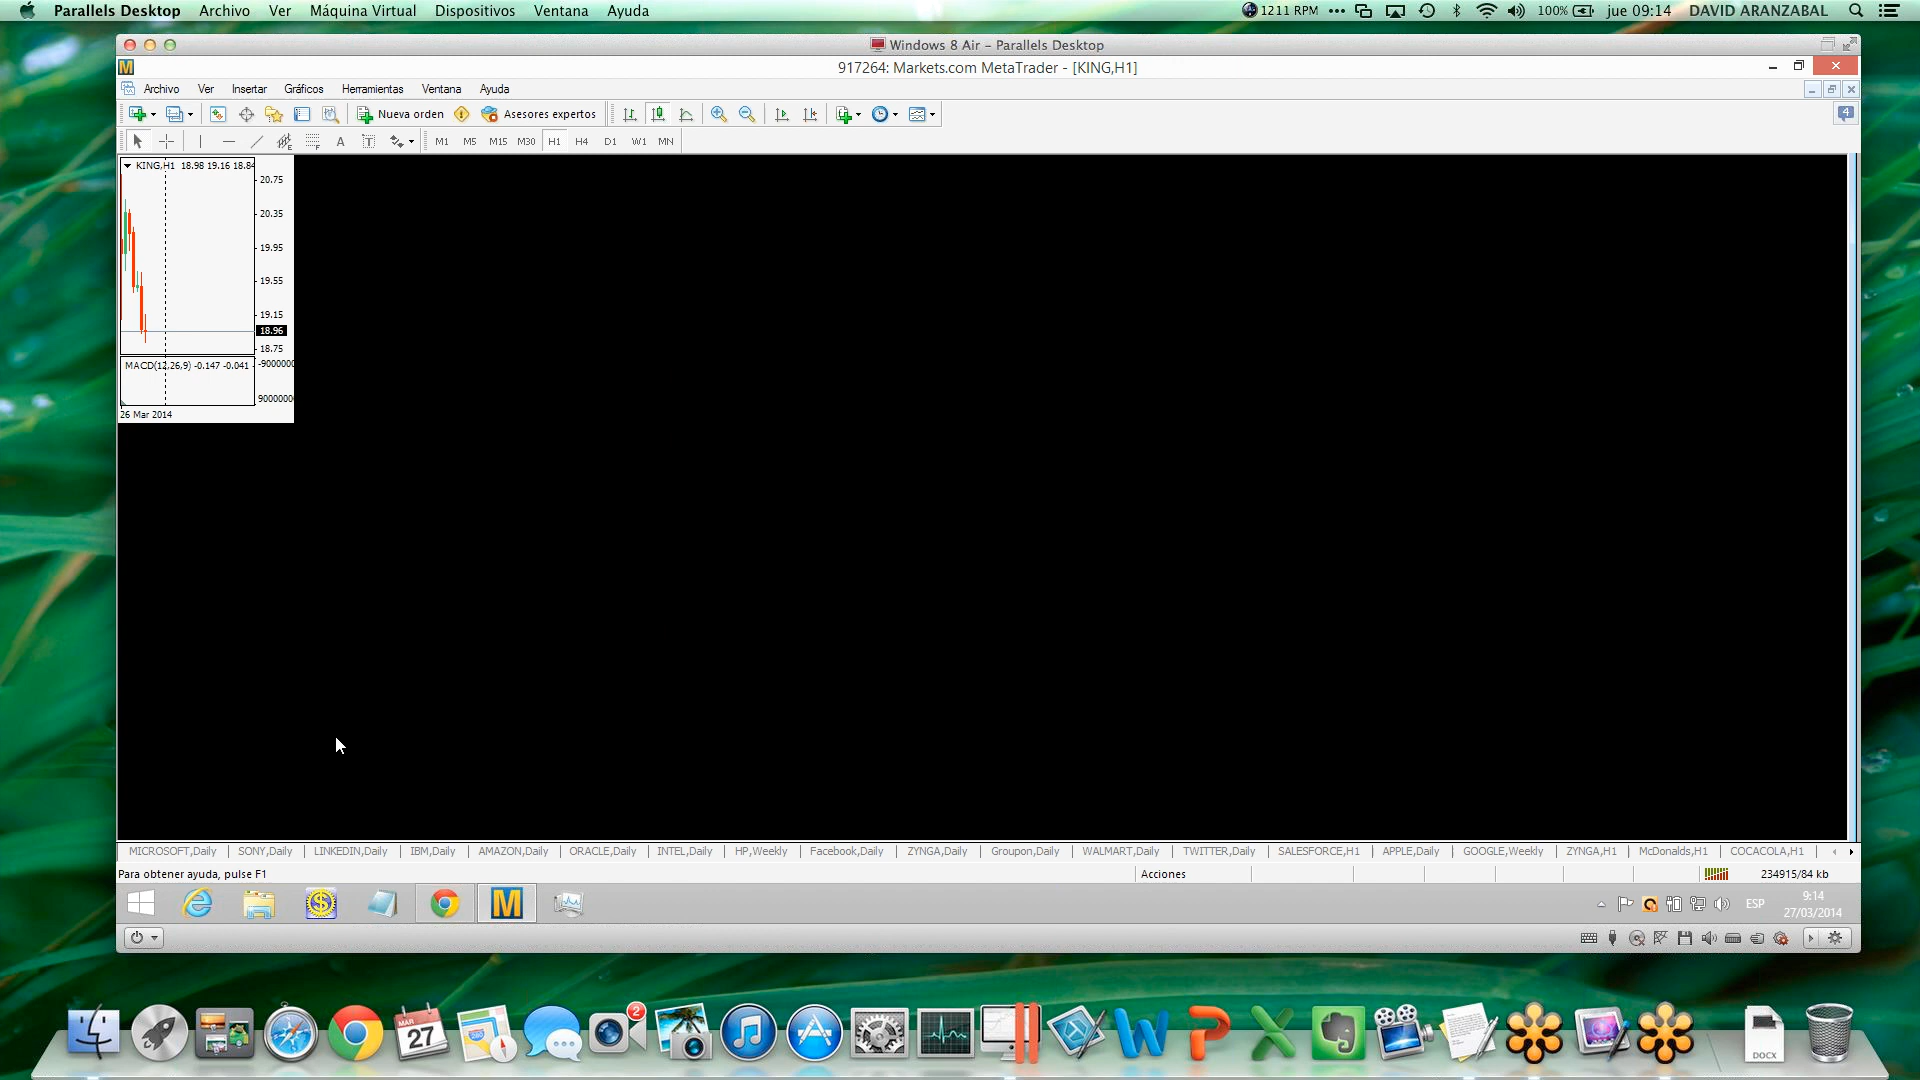 Parallels Desktop Archivo Ver Máquina Virtual Dispositivos Ventana Ayuda 1211 RPM 100% jue 09:14 DAVID ARANZABAL
Windows 8 Air - Parallels Desktop
M 917264: Markets.com MetaTrader - [KING,H1]
Archivo Ver Insertar Gráficos Herramientas Ventana Ayuda
Nueva orden Asesores expertos 4
A T M1 M5 M15 M30 H1 H4 D1 W1 MN
KING,H1 18.98 19.16 18.84
20.75
20.35
19.95
19.55
19.15
18.96
18.75
MACD(12,26,9) -0.147 -0.041
-9000000
9000000
26 Mar 2014
MICROSOFT,Daily SONY,Daily LINKEDIN,Daily IBM,Daily AMAZON,Daily ORACLE,Daily INTEL,Daily HP,Weekly Facebook,Daily ZYNGA,Daily Groupon,Daily WALMART,Daily TWITTER,Daily SALESFORCE,H1 APPLE,Daily GOOGLE,Weekly ZYNGA,H1 McDonalds,H1 COCACOLA,H1
Para obtener ayuda, pulse F1 Acciones 234915/84 kb
M ESP 9:14
27/03/2014
MAR
27
2
W P X
DOCX